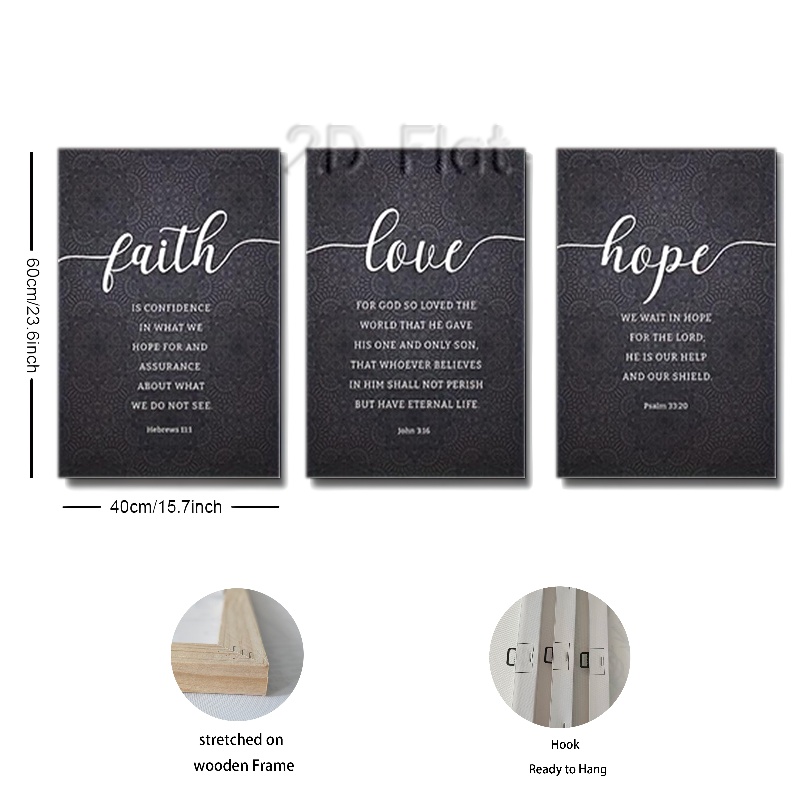 2D Flat
faith
IS CONFIDENCE
IN WHAT WE
HOPE FOR AND
ASSURANCE
ABOUT WHAT
WE DO NOT SEE.
Hebrews 11:1
love
FOR GOD SO LOVED THE
WORLD THAT HE GAVE
HIS ONE AND ONLY SON,
THAT WHOEVER BELIEVES
IN HIM SHALL NOT PERISH
BUT HAVE ETERNAL LIFE.
John 3:16
hope
WE WAIT IN HOPE
FOR THE LORD;
HE IS OUR HELP
AND OUR SHIELD.
Psalm 33:20
60cm/23.6inch
40cm/15.7inch
stretched on
wooden Frame
Hook
Ready to Hang